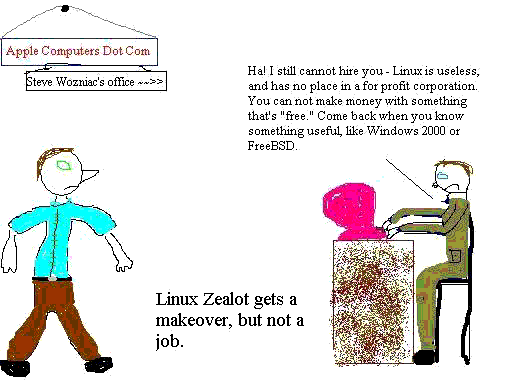 Apple Computers Dot Com
Steve Wozniac's office ~~>>
Ha! I still cannot hire you - Linux is useless,
and has no place in a for profit corporation.
You can not make money with something
that's "free." Come back when you know
something useful, like Windows 2000 or
FreeBSD.
Linux Zealot gets a
makeover, but not a
job.